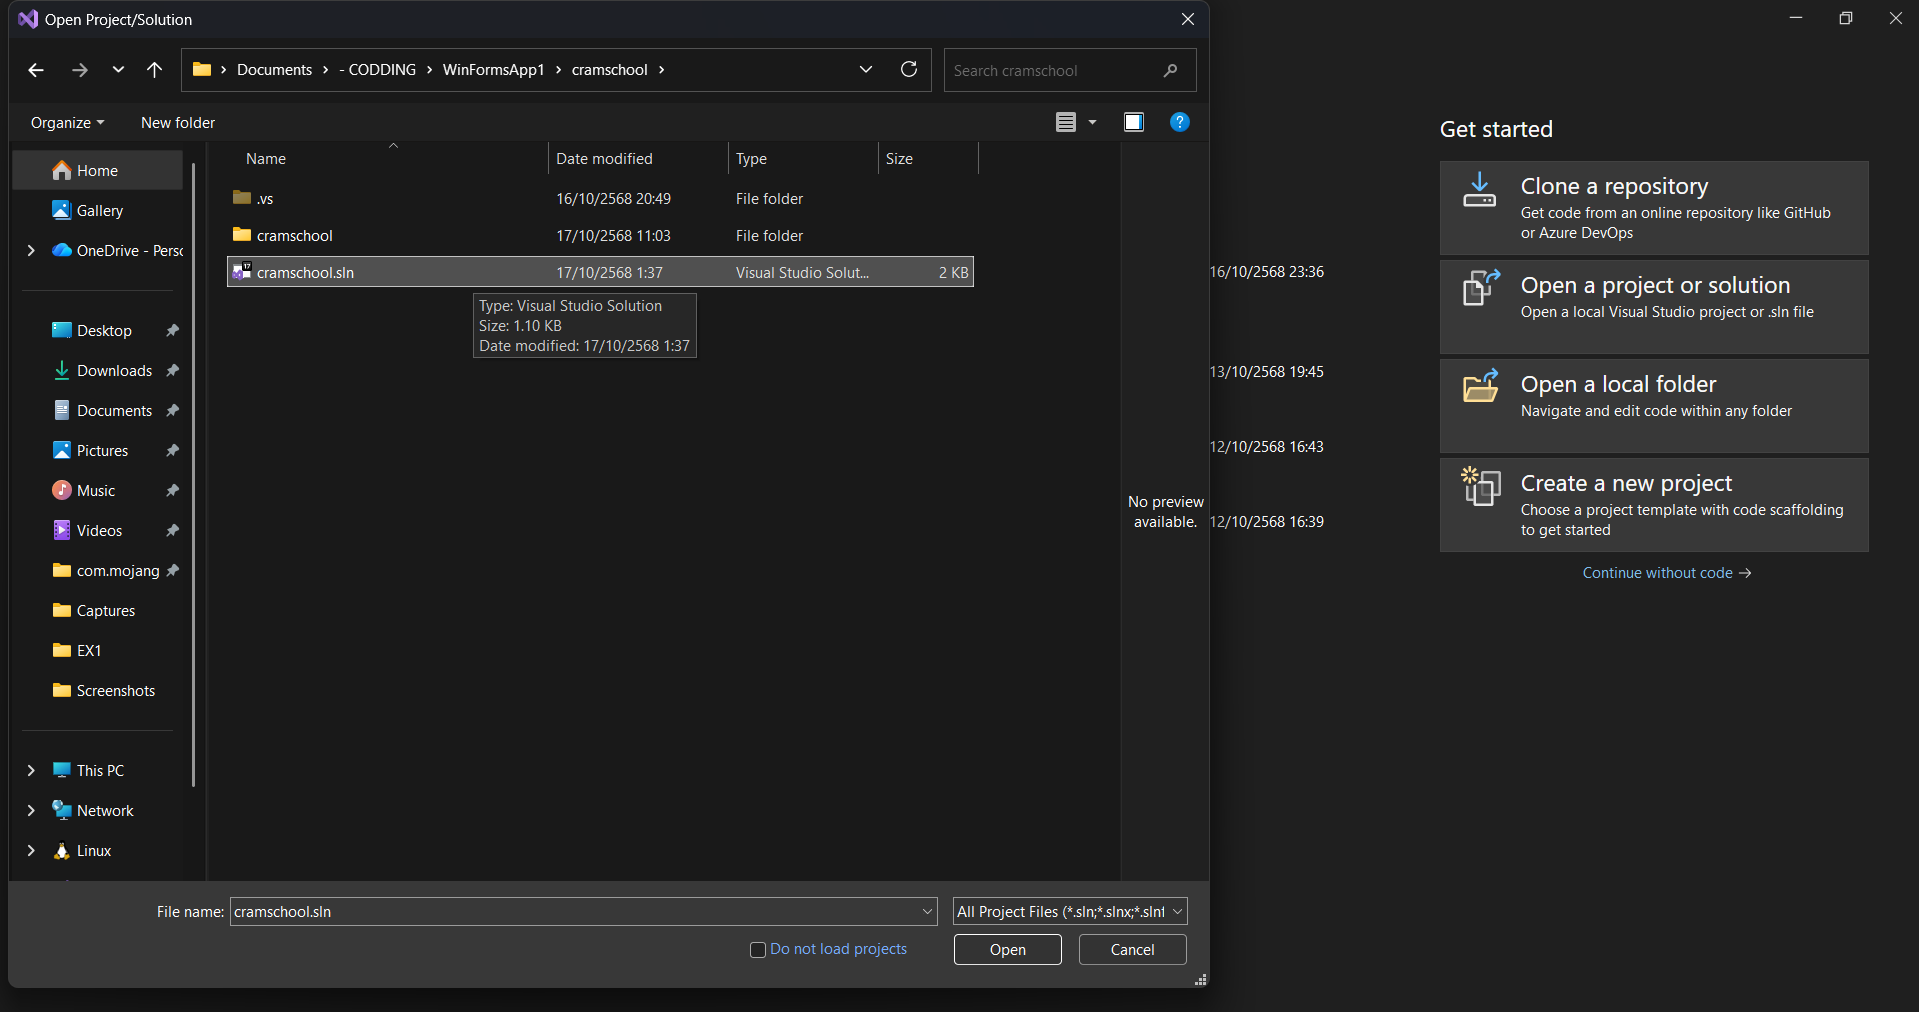 Open Project/Solution
Documents › - CODDING › WinFormsApp1 › cramschool ›
Search cramschool
Organize
New folder
Name
Date modified
Type
Size
.vs
16/10/2568 20:49
File folder
cramschool
17/10/2568 11:03
File folder
17
cramschool.sln
17/10/2568 1:37
Visual Studio Solut...
2 KB
Type: Visual Studio Solution
Size: 1.10 KB
Date modified: 17/10/2568 1:37
Home
Gallery
OneDrive - Perso
Desktop
Downloads
Documents
Pictures
Music
Videos
com.mojang
Captures
EX1
Screenshots
This PC
Network
Linux
No preview
available.
File name:
cramschool.sln
All Project Files (*.sln;*.slnx;*.slnf
Do not load projects
Open
Cancel
16/10/2568 23:36
13/10/2568 19:45
12/10/2568 16:43
12/10/2568 16:39
Get started
Clone a repository
Get code from an online repository like GitHub
or Azure DevOps
Open a project or solution
Open a local Visual Studio project or .sln file
Open a local folder
Navigate and edit code within any folder
Create a new project
Choose a project template with code scaffolding
to get started
Continue without code →